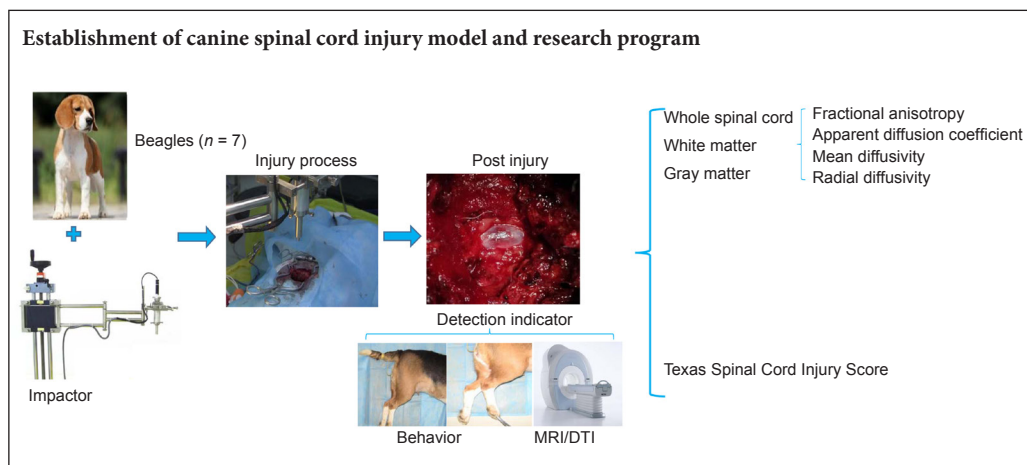 Establishment of canine spinal cord injury model and research program
Beagles (n = 7)
Impactor
Injury process
Post injury
Detection indicator
Behavior
MRI/DTI
Whole spinal cord
White matter
Gray matter
Fractional anisotropy
Apparent diffusion coefficient
Mean diffusivity
Radial diffusivity
Texas Spinal Cord Injury Score